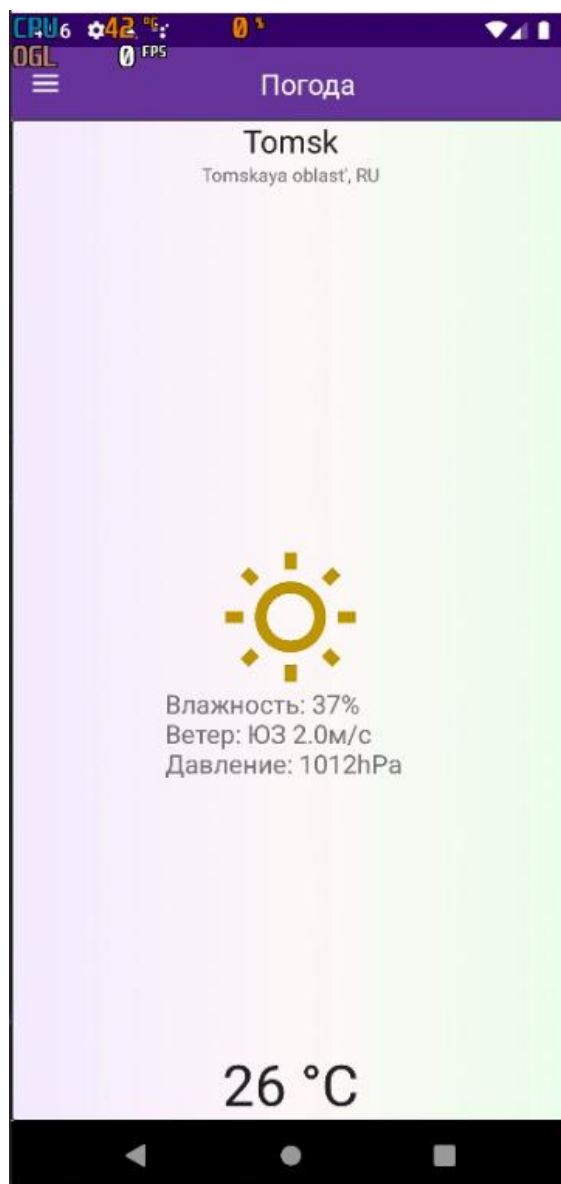 CPU 42 °C 0 %
OGL 0 FPS
Погода
Tomsk
Tomskaya oblast', RU
Влажность: 37%
Ветер: ЮЗ 2.0м/с
Давление: 1012hPa
26 °C